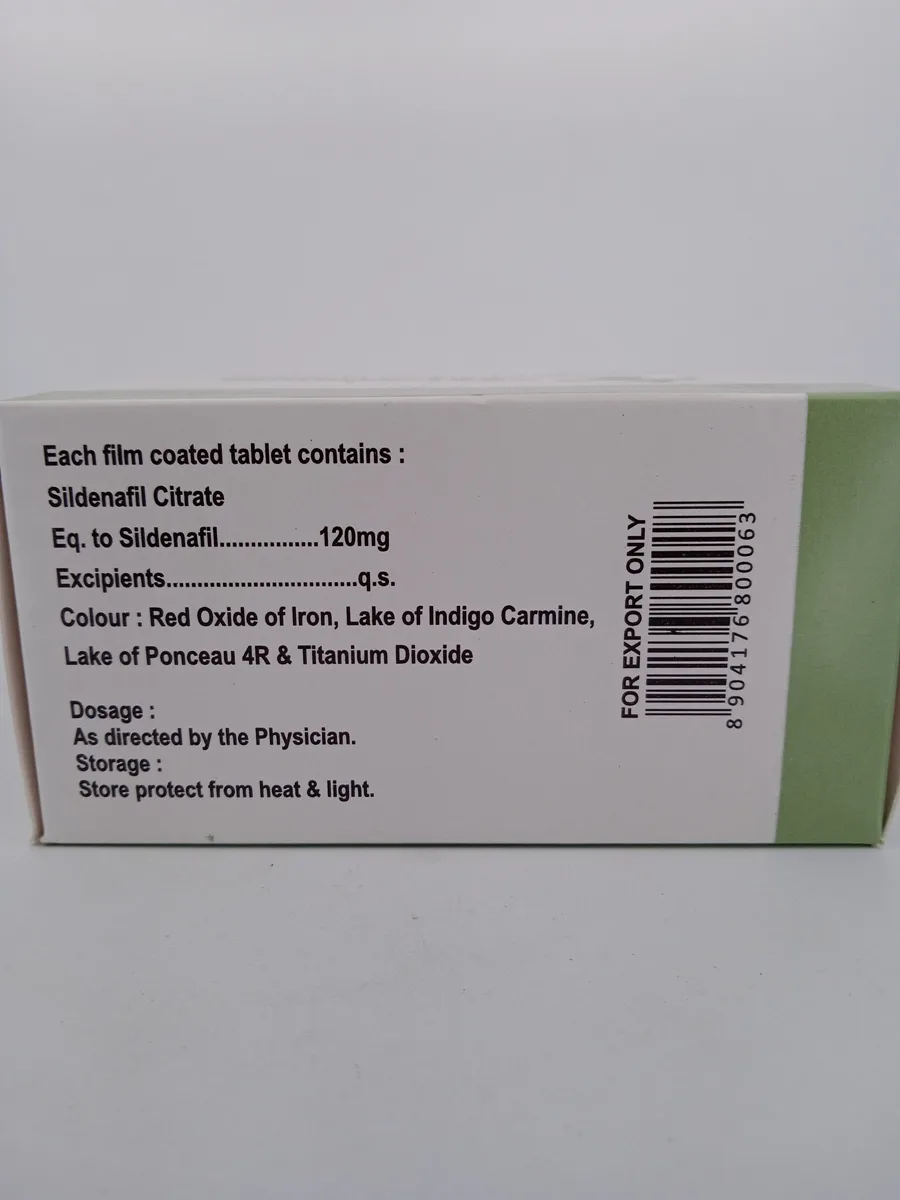 Each film coated tablet contains :
Sildenafil Citrate
Eq. to Sildenafil................120mg
Excipients...............................q.s.
Colour : Red Oxide of Iron, Lake of Indigo Carmine,
Lake of Ponceau 4R & Titanium Dioxide
Dosage :
As directed by the Physician.
Storage :
Store protect from heat & light.
FOR EXPORT ONLY
8 904176 800063